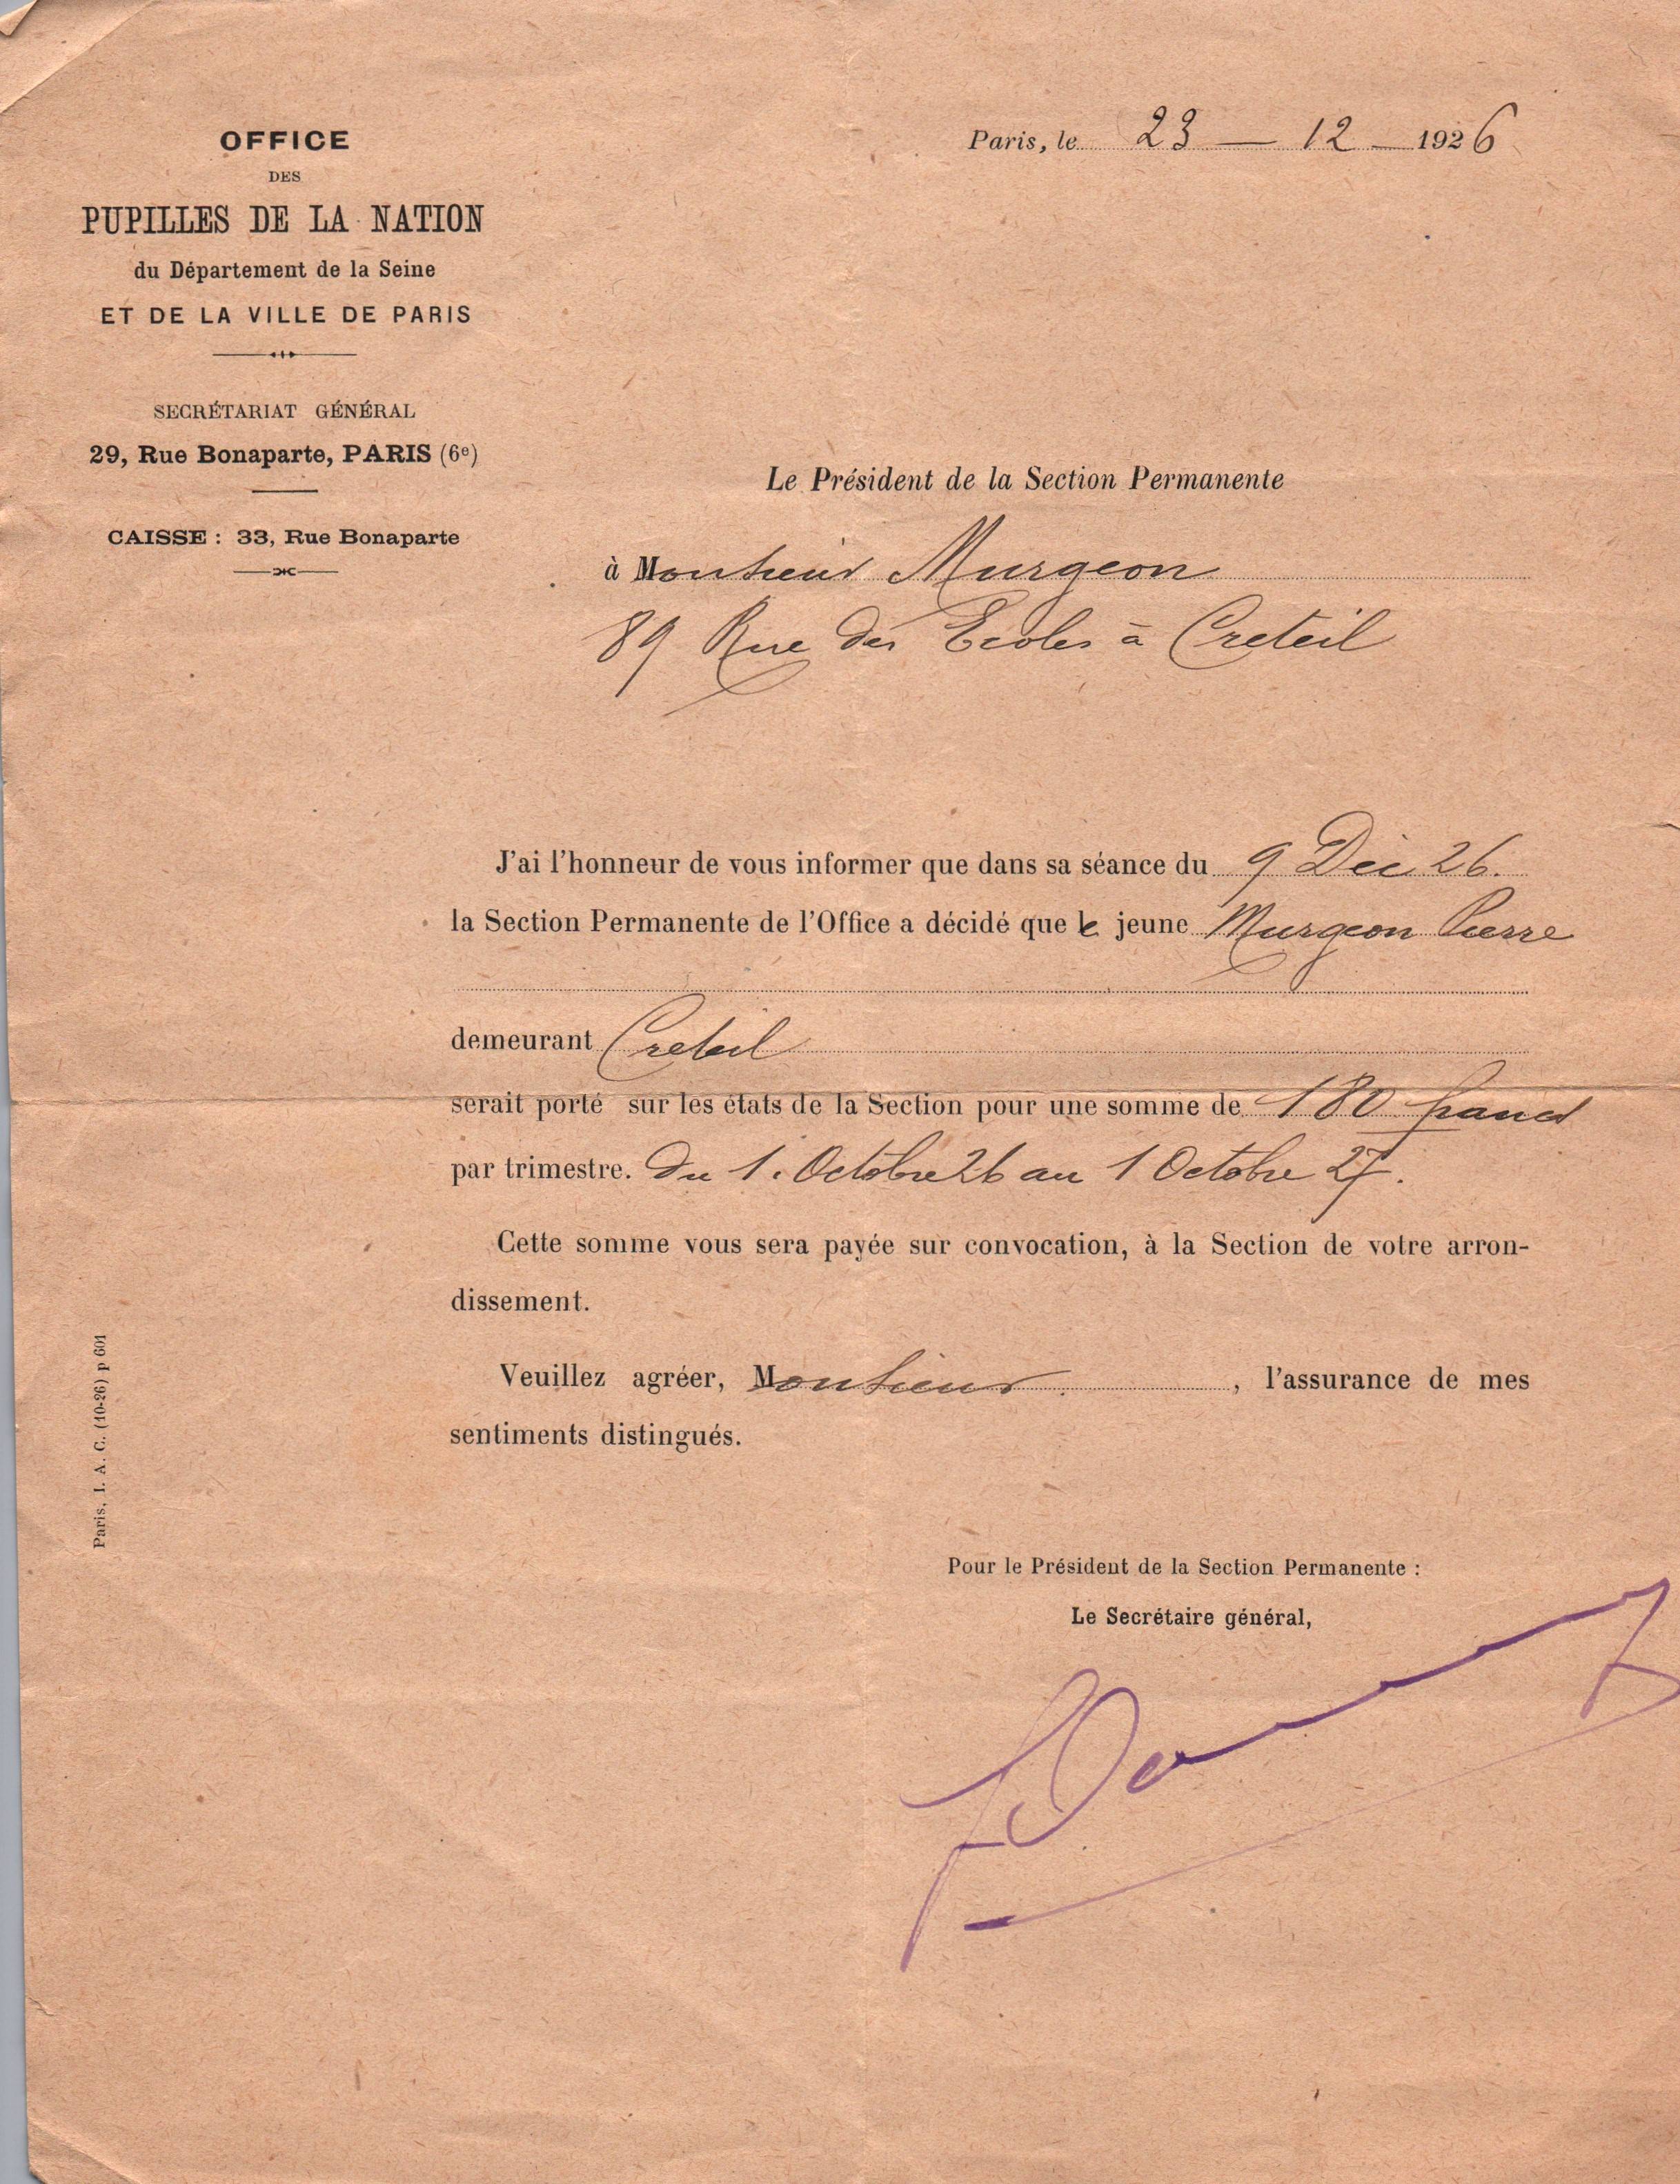 OFFICE
DES
PUPILLES DE LA NATION
du Département de la Seine
ET DE LA VILLE DE PARIS
SECRÉTARIAT GÉNÉRAL
29, Rue Bonaparte, PARIS (6e)
CAISSE : 33, Rue Bonaparte
Paris, le 23 — 12 — 1926
Le Président de la Section Permanente
à Monsieur Murgeon
89 Rue des Ecoles à Creteil
J'ai l'honneur de vous informer que dans sa séance du 9 Déc 26.
la Section Permanente de l'Office a décidé que le jeune Murgeon Pierre
demeurant Creteil
serait porté sur les états de la Section pour une somme de 180 francs
par trimestre. Du 1. Octobre 26 au 1 Octobre 27.
Cette somme vous sera payée sur convocation, à la Section de votre arron-
dissement.
Veuillez agréer, Monsieur, l'assurance de mes
sentiments distingués.
Pour le Président de la Section Permanente :
Le Secrétaire général,
Paris, I. A. C. (10-26) p 601